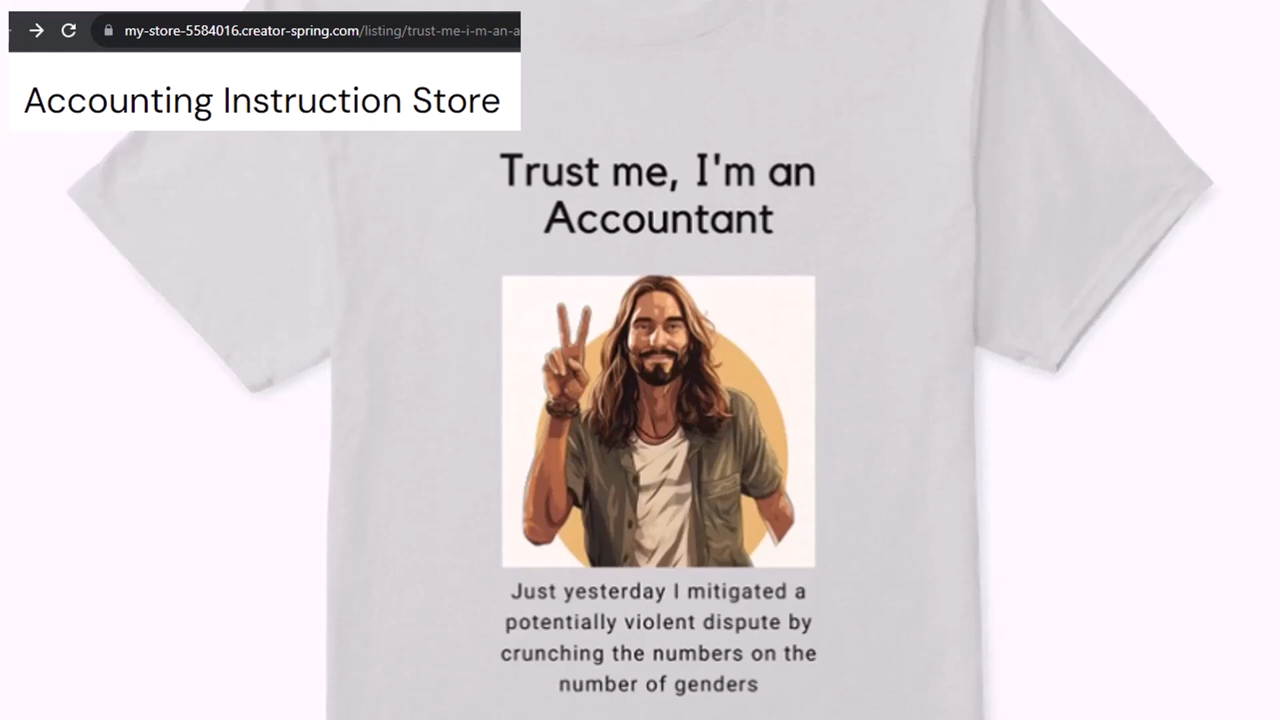 my-store-5584016.creator-spring.com/listing/trust-me-i-m-an-a
Accounting Instruction Store
Trust me, I'm an
Accountant
Just yesterday I mitigated a
potentially violent dispute by
crunching the numbers on the
number of genders